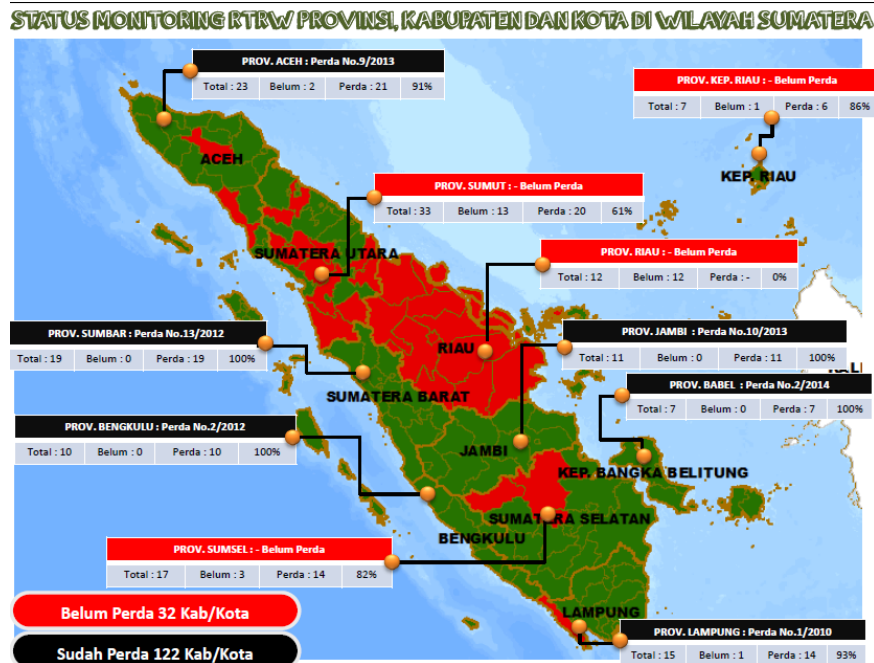 STATUS MONITORING RTRW PROVINSI, KABUPATEN DAN KOTA DI WILAYAH SUMATERA
PROV. ACEH : Perda No.9/2013
Total : 23 Belum : 2 Perda : 21 91%
PROV. KEP. RIAU : - Belum Perda
Total : 7 Belum : 1 Perda : 6 86%
ACEH
KEP. RIAU
PROV. SUMUT : - Belum Perda
Total : 33 Belum : 13 Perda : 20 61%
SUMATERA UTARA
PROV. RIAU : - Belum Perda
Total : 12 Belum : 12 Perda : - 0%
PROV. SUMBAR : Perda No.13/2012
Total : 19 Belum : 0 Perda : 19 100%
RIAU
PROV. JAMBI : Perda No.10/2013
Total : 11 Belum : 0 Perda : 11 100%
SUMATERA BARAT
PROV. BABEL : Perda No.2/2014
Total : 7 Belum : 0 Perda : 7 100%
PROV. BENGKULU : Perda No.2/2012
Total : 10 Belum : 0 Perda : 10 100%
JAMBI
KEP. BANGKA BELITUNG
SUMATERA SELATAN
BENGKULU
PROV. SUMSEL : - Belum Perda
Total : 17 Belum : 3 Perda : 14 82%
Belum Perda 32 Kab/Kota
LAMPUNG
PROV. LAMPUNG : Perda No.1/2010
Total : 15 Belum : 1 Perda : 14 93%
Sudah Perda 122 Kab/Kota